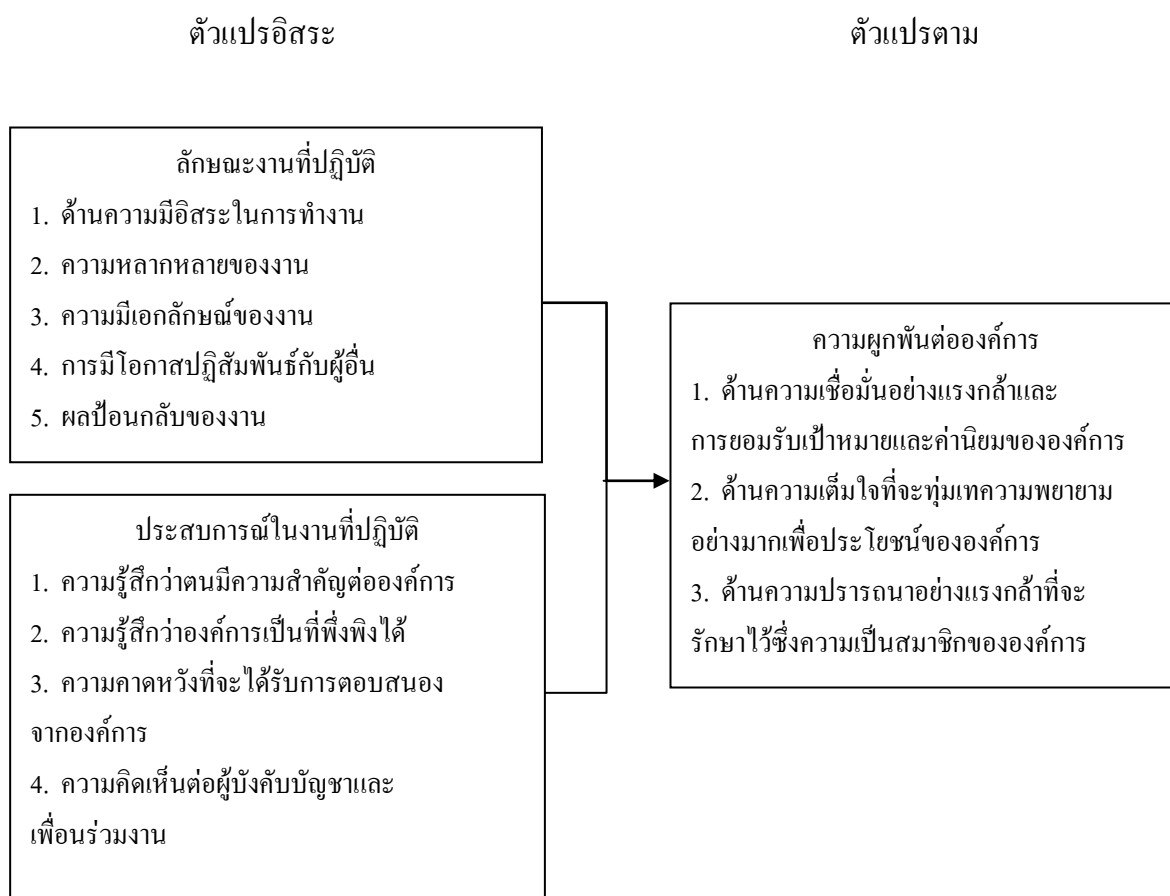 ตัวแปรอิสระ
ตัวแปรตาม
ลักษณะงานที่ปฏิบัติ
1. ด้านความมีอิสระในการทำงาน
2. ความหลากหลายของงาน
3. ความมีเอกลักษณ์ของงาน
4. การมีโอกาสปฏิสัมพันธ์กับผู้อื่น
5. ผลป้อนกลับของงาน
ประสบการณ์ในงานที่ปฏิบัติ
1. ความรู้สึกว่าตนมีความสำคัญต่อองค์การ
2. ความรู้สึกว่าองค์การเป็นที่พึ่งพิงได้
3. ความคาดหวังที่จะได้รับการตอบสนอง
จากองค์การ
4. ความคิดเห็นต่อผู้บังคับบัญชาและ
เพื่อนร่วมงาน
ความผูกพันต่อองค์การ
1. ด้านความเชื่อมั่นอย่างแรงกล้าและ
การยอมรับเป้าหมายและค่านิยมขององค์การ
2. ด้านความเต็มใจที่จะทุ่มเทความพยายาม
อย่างมากเพื่อประโยชน์ขององค์การ
3. ด้านความปรารถนาอย่างแรงกล้าที่จะ
รักษาไว้ซึ่งความเป็นสมาชิกขององค์การ